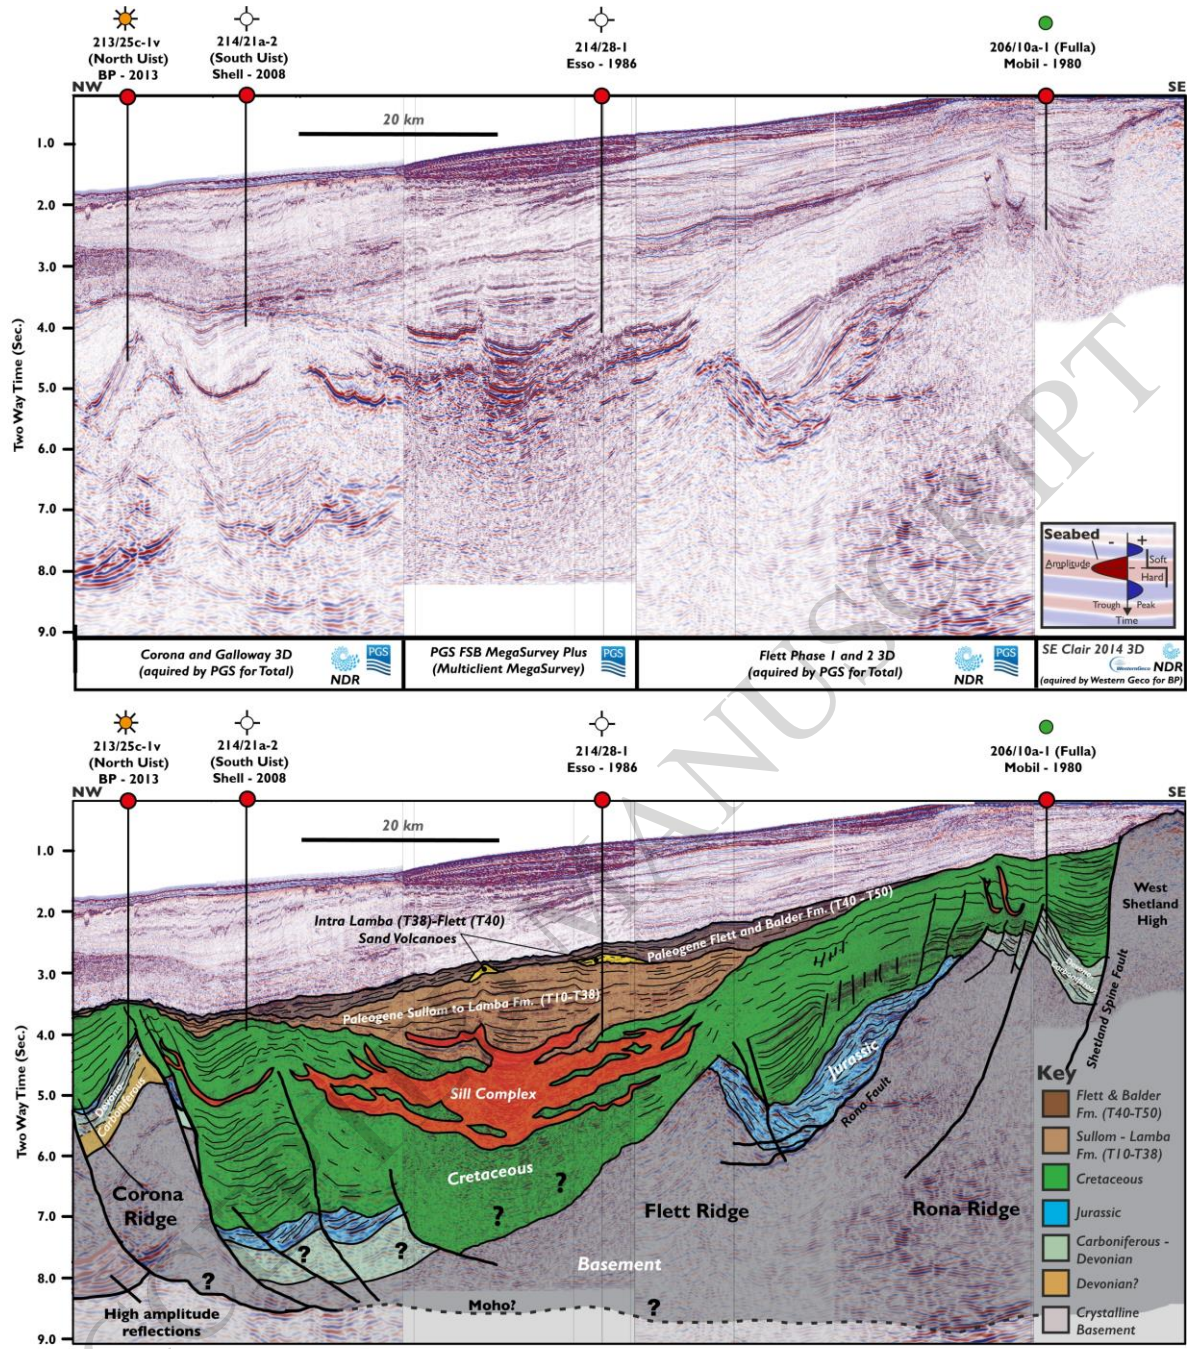 213/25c-1v
(North Uist)
BP - 2013
214/21a-2
(South Uist)
Shell - 2008
214/28-1
Esso - 1986
206/10a-1 (Fulla)
Mobil - 1980
NW
SE
20 km
1.0
2.0
3.0
4.0
5.0
6.0
7.0
8.0
9.0
Two Way Time (Sec.)
Seabed
- +
Amplitude
Soft
Hard
Trough
Peak
Time
Corona and Galloway 3D
(aquired by PGS for Total)
NDR
PGS
PGS FSB MegaSurvey Plus
(Multiclient MegaSurvey)
PGS
Flett Phase 1 and 2 3D
(aquired by PGS for Total)
NDR
PGS
SE Clair 2014 3D
WesternGeco
NDR
(aquired by Western Geco for BP)
213/25c-1v
(North Uist)
BP - 2013
214/21a-2
(South Uist)
Shell - 2008
214/28-1
Esso - 1986
206/10a-1 (Fulla)
Mobil - 1980
NW
SE
20 km
1.0
2.0
3.0
4.0
5.0
6.0
7.0
8.0
9.0
Two Way Time (Sec.)
Intra Lamba (T38)-Flett (T40)
Sand Volcanoes
Paleogene Flett and Balder Fm. (T40 - T50)
Paleogene Sullom to Lamba Fm. (T10-T38)
West
Shetland
High
Devono-
Carboniferous
Shetland Spine Fault
Devono-
Carboniferous
Sill Complex
Jurassic
Rona Fault
Cretaceous
?
?
Corona
Ridge
Flett Ridge
Rona Ridge
?
?
?
Basement
Moho?
?
High amplitude
reflections
Key
Flett & Balder
Fm. (T40-T50)
Sullom - Lamba
Fm. (T10-T38)
Cretaceous
Jurassic
Carboniferous -
Devonian
Devonian?
Crystalline
Basement
MANUSCRIPT